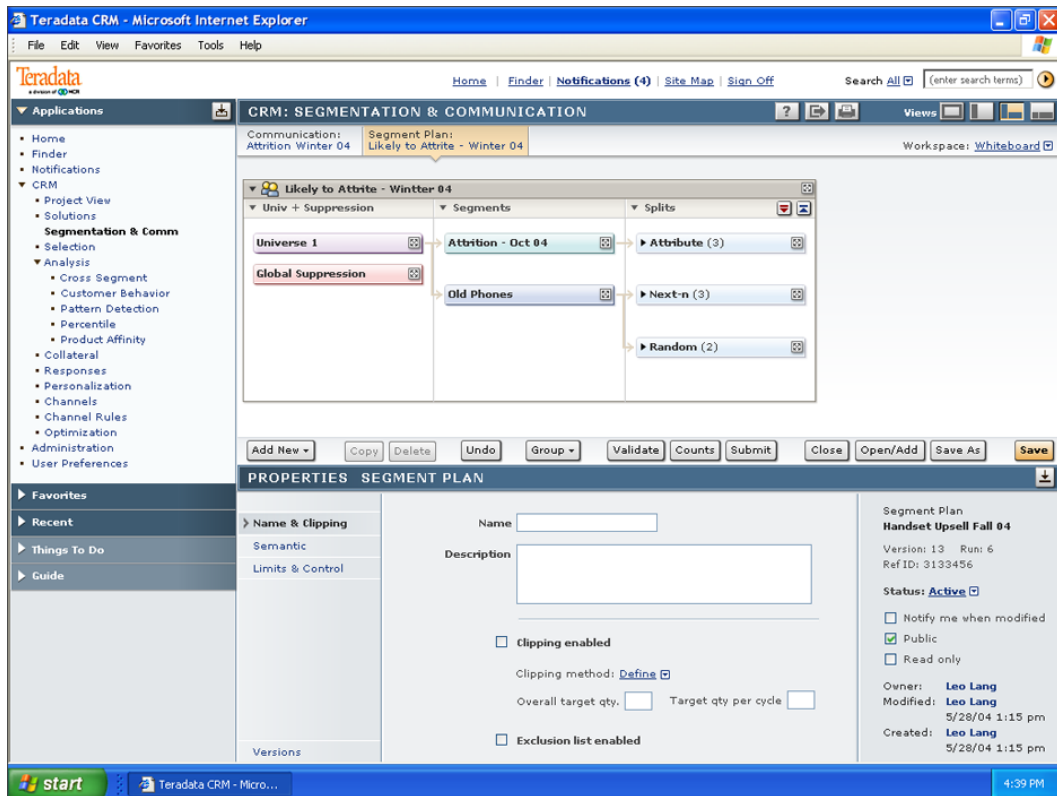 Teradata CRM - Microsoft Internet Explorer
File Edit View Favorites Tools Help
Teradata
a division of NCR
Home | Finder | Notifications (4) | Site Map | Sign Off
Search All (enter search terms)
Applications
CRM: SEGMENTATION & COMMUNICATION
? Views
Home
Finder
Notifications
CRM
Project View
Solutions
Segmentation & Comm
Selection
Analysis
Cross Segment
Customer Behavior
Pattern Detection
Percentile
Product Affinity
Collateral
Responses
Personalization
Channels
Channel Rules
Optimization
Administration
User Preferences
Favorites
Recent
Things To Do
Guide
Communication:
Attrition Winter 04
Segment Plan:
Likely to Attrite - Winter 04
Workspace: Whiteboard
Likely to Attrite - Wintter 04
Univ + Suppression Segments Splits
Universe 1 Attrition - Oct 04 Attribute (3)
Global Suppression
Old Phones Next-n (3)
Random (2)
Add New Copy Delete Undo Group Validate Counts Submit Close Open/Add Save As Save
PROPERTIES SEGMENT PLAN
Name & Clipping
Semantic
Limits & Control
Versions
Name
Description
Clipping enabled
Clipping method: Define
Overall target qty. Target qty per cycle
Exclusion list enabled
Segment Plan
Handset Upsell Fall 04
Version: 13 Run: 6
Ref ID: 3133456
Status: Active
Notify me when modified
Public
Read only
Owner: Leo Lang
Modified: Leo Lang
5/28/04 1:15 pm
Created: Leo Lang
5/28/04 1:15 pm
start Teradata CRM - Micro... 4:39 PM